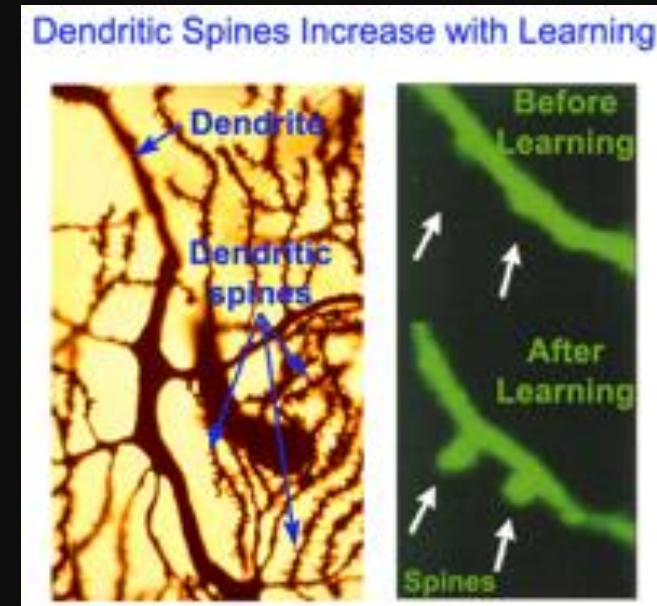 Dendritic Spines Increase with Learning
Dendrite
Dendritic
spines
Before
Learning
After
Learning
Spines